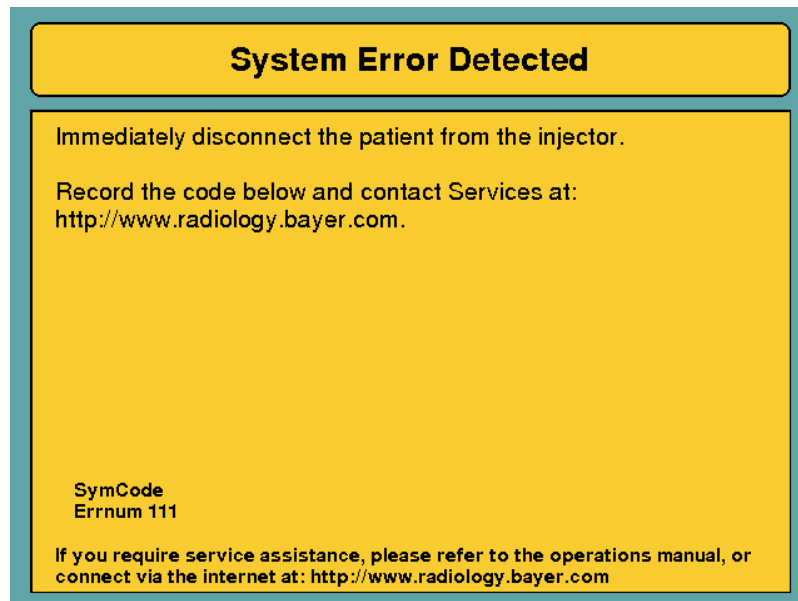 System Error Detected
Immediately disconnect the patient from the injector.
Record the code below and contact Services at:
http://www.radiology.bayer.com.
SymCode
Errnum 111
If you require service assistance, please refer to the operations manual, or
connect via the internet at: http://www.radiology.bayer.com